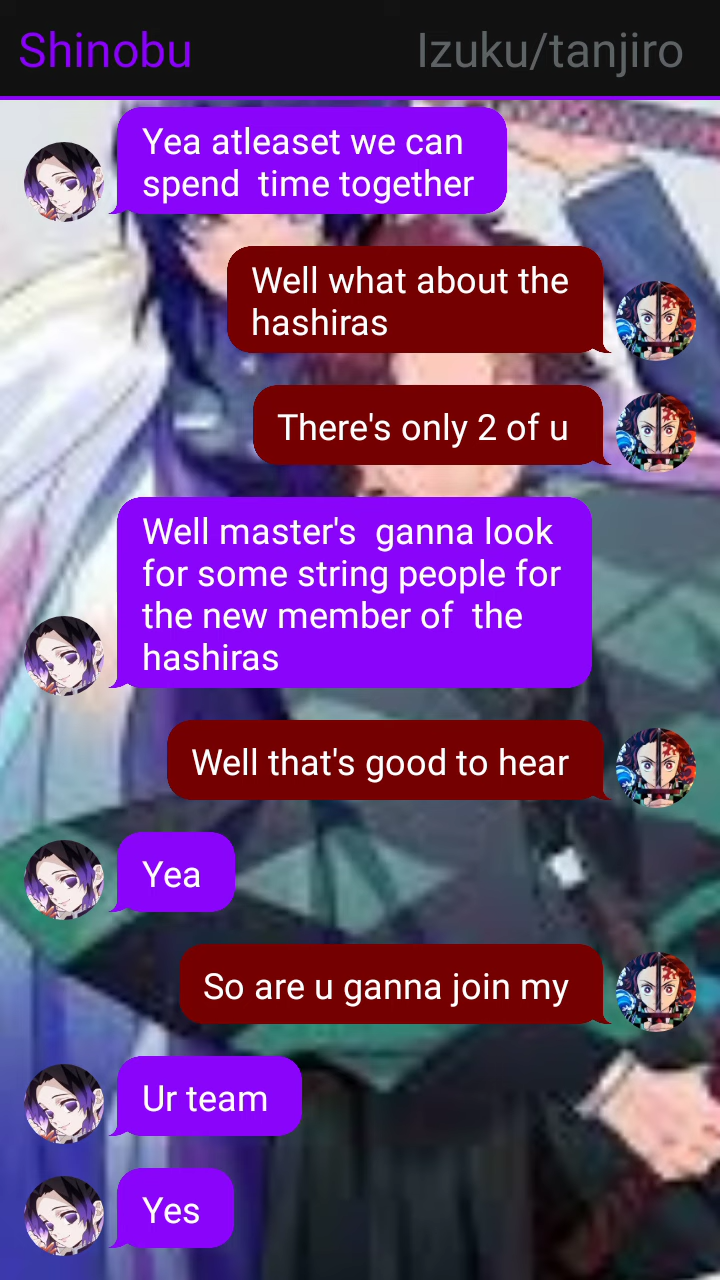 Shinobu
Izuku/tanjiro
Yea atleaset we can
spend  time together
Well what about the
hashiras
There's only 2 of u
Well master's  ganna look
for some string people for
the new member of  the
hashiras
Well that's good to hear
Yea
So are u ganna join my
Ur team
Yes